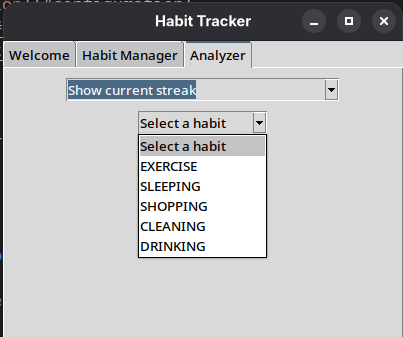 Habit Tracker
Welcome Habit Manager Analyzer
Show current streak
Select a habit
Select a habit
EXERCISE
SLEEPING
SHOPPING
CLEANING
DRINKING